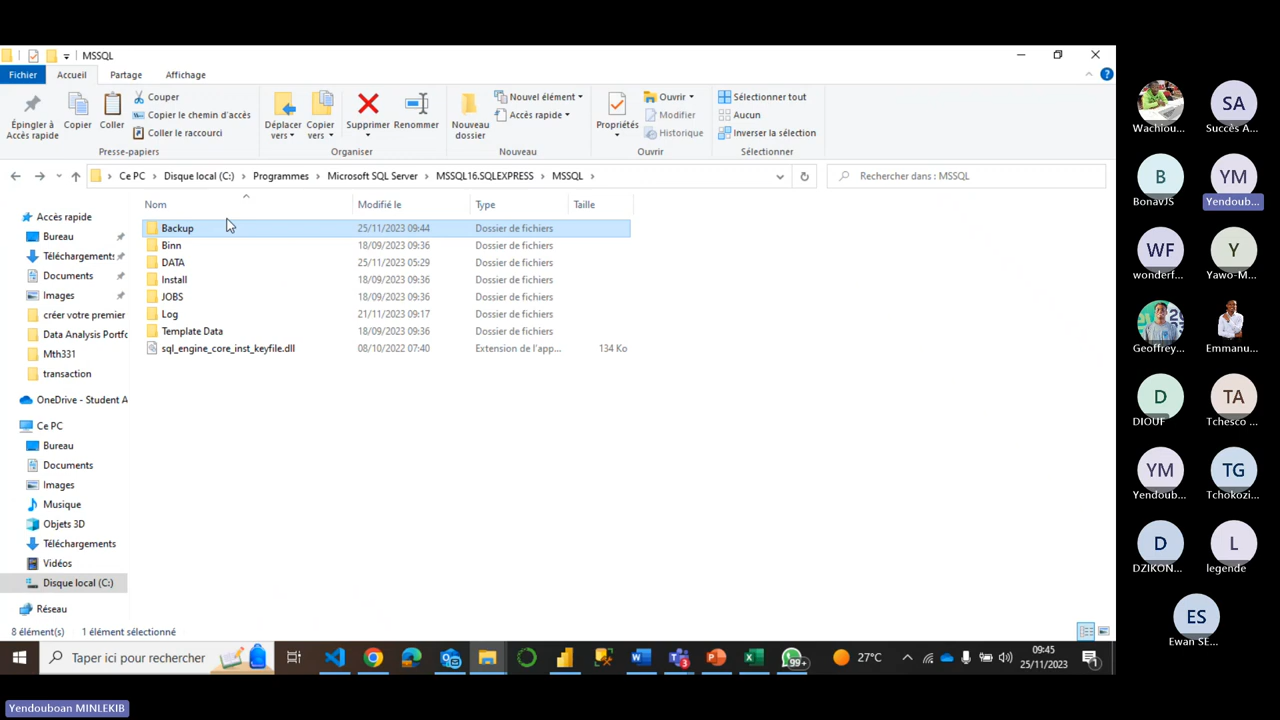 MSSQL
Fichier Accueil Partage Affichage
Épingler à Accès rapide
Copier
Coller
Couper
Copier le chemin d'accès
Coller le raccourci
Presse-papiers
Déplacer vers
Copier vers
Supprimer
Renommer
Organiser
Nouveau dossier
Nouvel élément
Accès rapide
Nouveau
Propriétés
Ouvrir
Modifier
Historique
Ouvrir
Sélectionner tout
Aucun
Inverser la sélection
Sélectionner
Ce PC > Disque local (C:) > Programmes > Microsoft SQL Server > MSSQL16.SQLEXPRESS > MSSQL >
Rechercher dans : MSSQL
Nom Modifié le Type Taille
Backup 25/11/2023 09:44 Dossier de fichiers
Binn 18/09/2023 09:36 Dossier de fichiers
DATA 25/11/2023 05:29 Dossier de fichiers
Install 18/09/2023 09:36 Dossier de fichiers
JOBS 18/09/2023 09:36 Dossier de fichiers
Log 21/11/2023 09:17 Dossier de fichiers
Template Data 18/09/2023 09:36 Dossier de fichiers
sql_engine_core_inst_keyfile.dll 08/10/2022 07:40 Extension de l'app... 134 Ko
Accès rapide
Bureau
Téléchargements
Documents
Images
créer votre premier
Data Analysis Portfo
Mth331
transaction
OneDrive - Student A
Ce PC
Bureau
Documents
Images
Musique
Objets 3D
Téléchargements
Vidéos
Disque local (C:)
Réseau
8 élément(s) 1 élément sélectionné
Taper ici pour rechercher
99+
27°C
09:45
25/11/2023
1
Wachlou...
SA
Succès A...
B
BonavJS
YM
Yendoub...
WF
wonderf...
Y
Yawo-M...
Geoffrey...
Emmanu...
D
DIOUF
TA
Tchesco ...
YM
Yendoub...
TG
Tchokozi...
D
DZIKON...
L
legende
ES
Ewan SE...
Yendouboan MINLEKIB